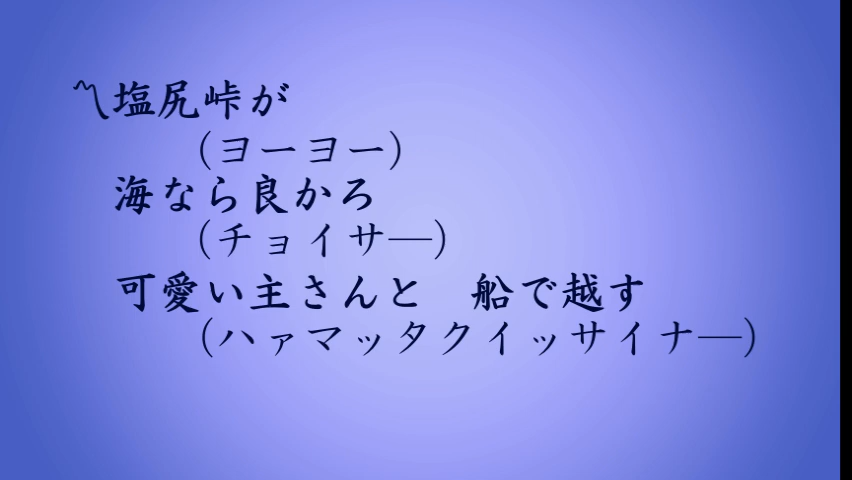 〽塩尻峠が
(ヨーヨー)
海なら良かろ
(チョイサ―)
可愛い主さんと　船で越す
(ハァマッタクイッサイナ―)